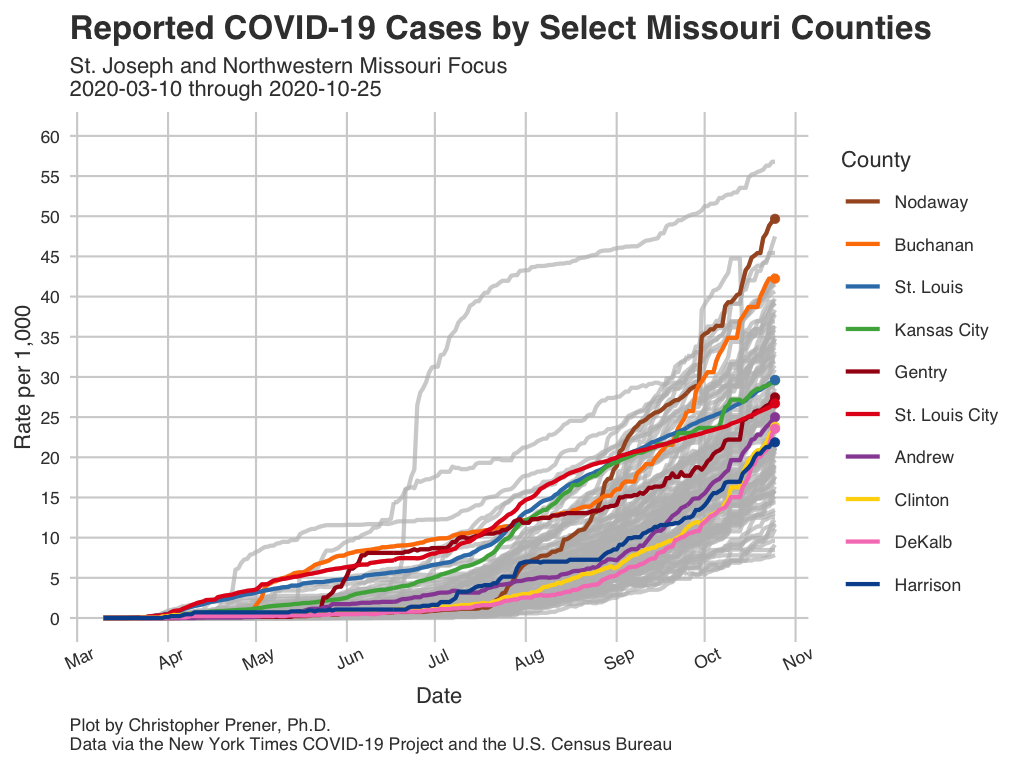 Reported COVID-19 Cases by Select Missouri Counties
St. Joseph and Northwestern Missouri Focus
2020-03-10 through 2020-10-25
60
55
50
45
40
35
30
25
20
15
10
5
0
Rate per 1,000
Mar
Apr
May
Jun
Jul
Aug
Sep
Oct
Nov
Date
County
Nodaway
Buchanan
St. Louis
Kansas City
Gentry
St. Louis City
Andrew
Clinton
DeKalb
Harrison
Plot by Christopher Prener, Ph.D.
Data via the New York Times COVID-19 Project and the U.S. Census Bureau